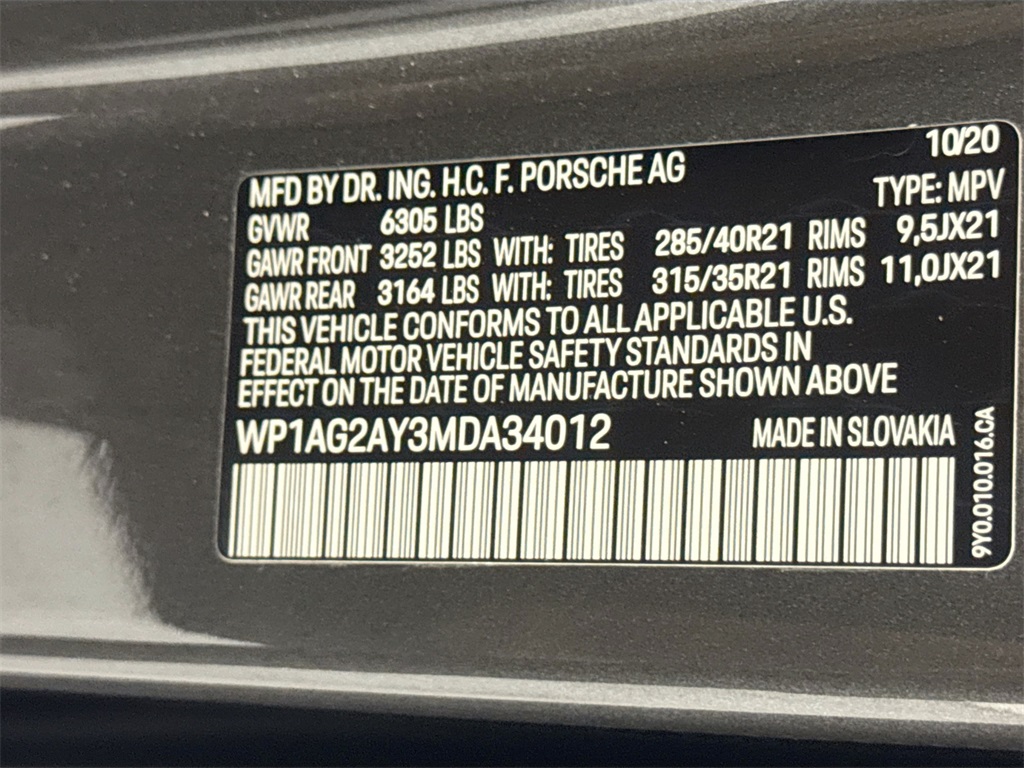 10/20
MFD BY DR. ING. H.C. F. PORSCHE AG TYPE: MPV
GVWR 6305 LBS
GAWR FRONT 3252 LBS WITH: TIRES 285/40R21 RIMS 9,5JX21
GAWR REAR 3164 LBS WITH: TIRES 315/35R21 RIMS 11,0JX21
THIS VEHICLE CONFORMS TO ALL APPLICABLE U.S.
FEDERAL MOTOR VEHICLE SAFETY STANDARDS IN
EFFECT ON THE DATE OF MANUFACTURE SHOWN ABOVE
WP1AG2AY3MDA34012 MADE IN SLOVAKIA
9Y0.010.016.CA